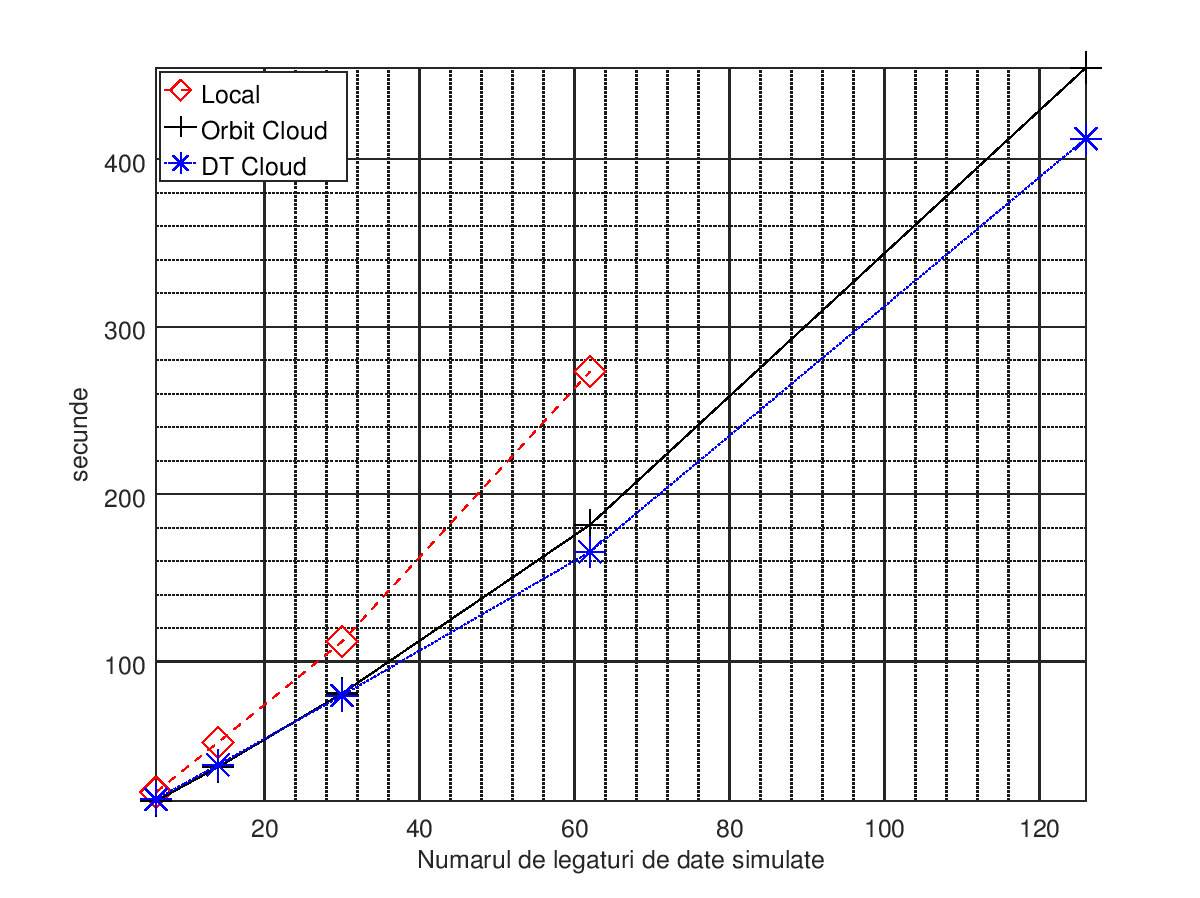 Local
Orbit Cloud
DT Cloud
400
300
200
100
secunde
20 40 60 80 100 120
Numarul de legaturi de date simulate